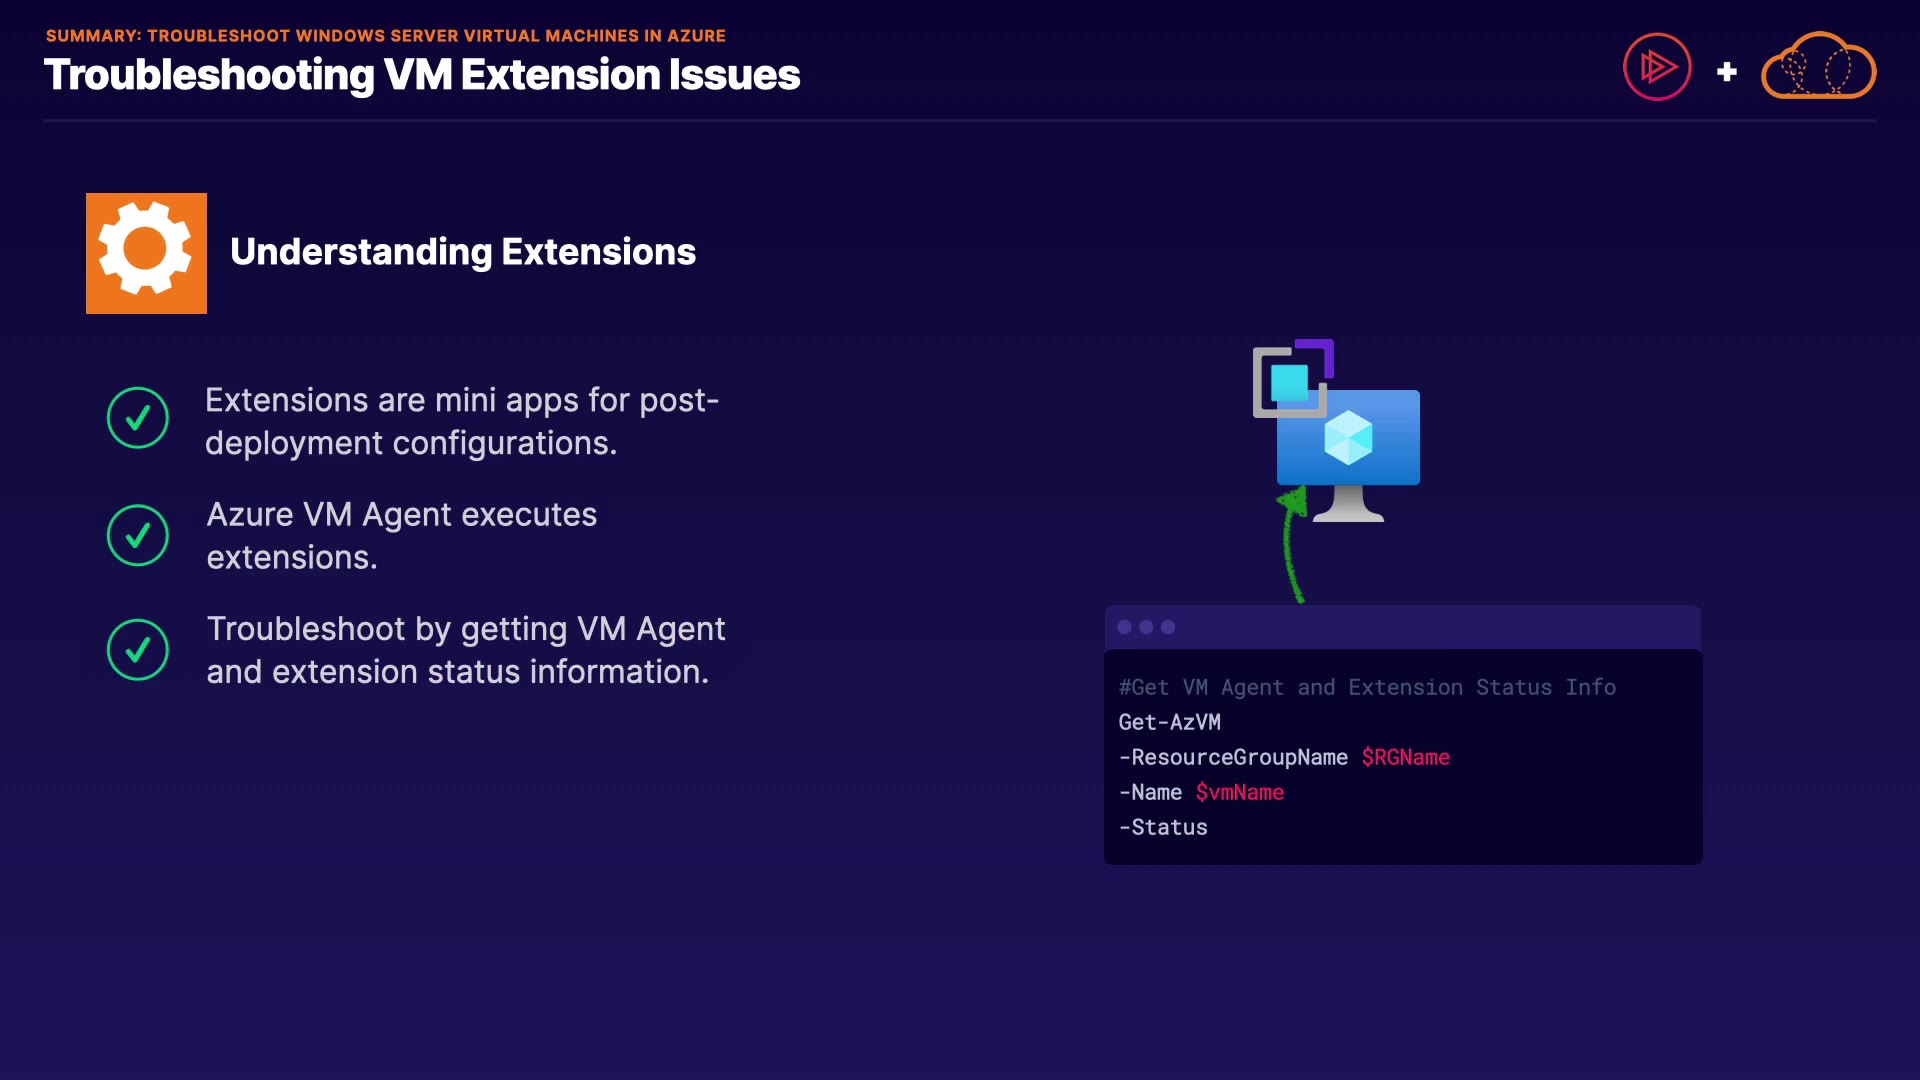 SUMMARY: TROUBLESHOOT WINDOWS SERVER VIRTUAL MACHINES IN AZURE
Troubleshooting VM Extension Issues
Understanding Extensions
Extensions are mini apps for post-
deployment configurations.
Azure VM Agent executes
extensions.
Troubleshoot by getting VM Agent
and extension status information.
#Get VM Agent and Extension Status Info
Get-AzVM
-ResourceGroupName $RGName
-Name $vmName
-Status